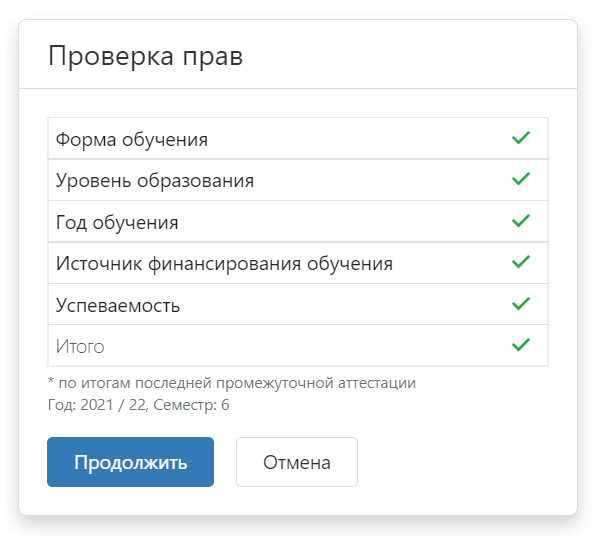 Проверка прав
Форма обучения
Уровень образования
Год обучения
Источник финансирования обучения
Успеваемость
Итого
* по итогам последней промежуточной аттестации
Год: 2021 / 22, Семестр: 6
Продолжить
Отмена